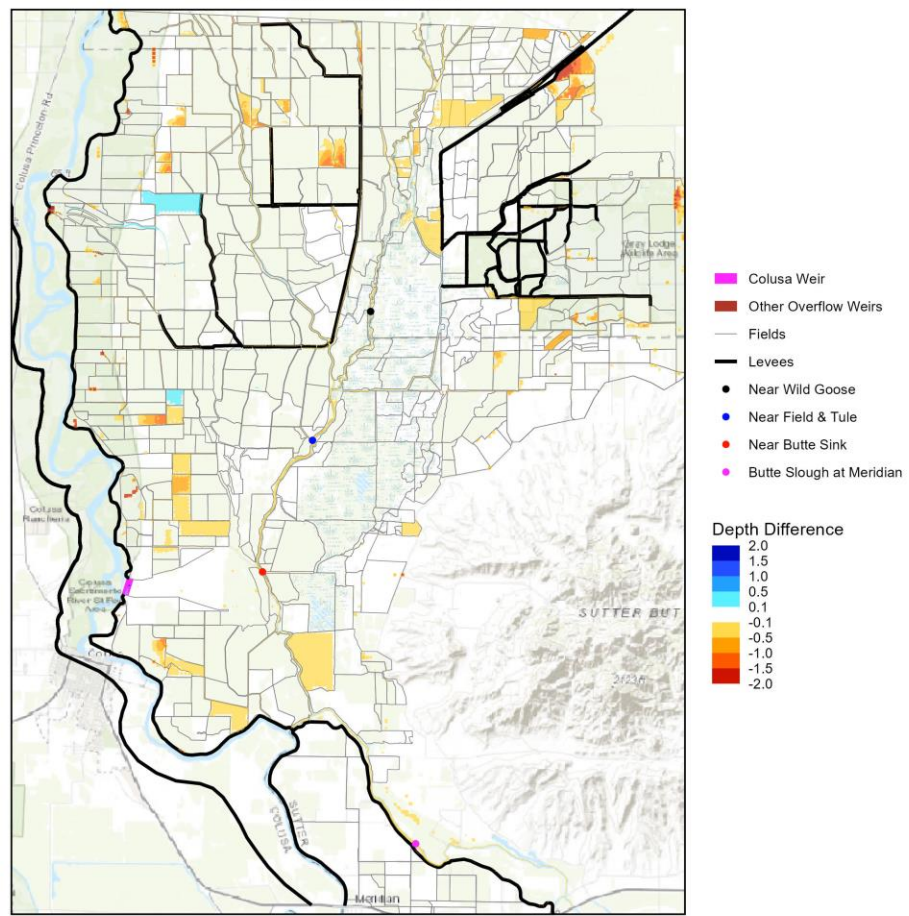 Colusa Princeton Rd
Gray Lodge
Wildlife Area
Colusa
Rancheria
Colusa
Sacramento
River St Rec
Area
SUTTER BUT
SUTTER
COLUSA
Meridian
Colusa Weir
Other Overflow Weirs
Fields
Levees
Near Wild Goose
Near Field & Tule
Near Butte Sink
Butte Slough at Meridian
Depth Difference
2.0
1.5
1.0
0.5
0.1
-0.1
-0.5
-1.0
-1.5
-2.0